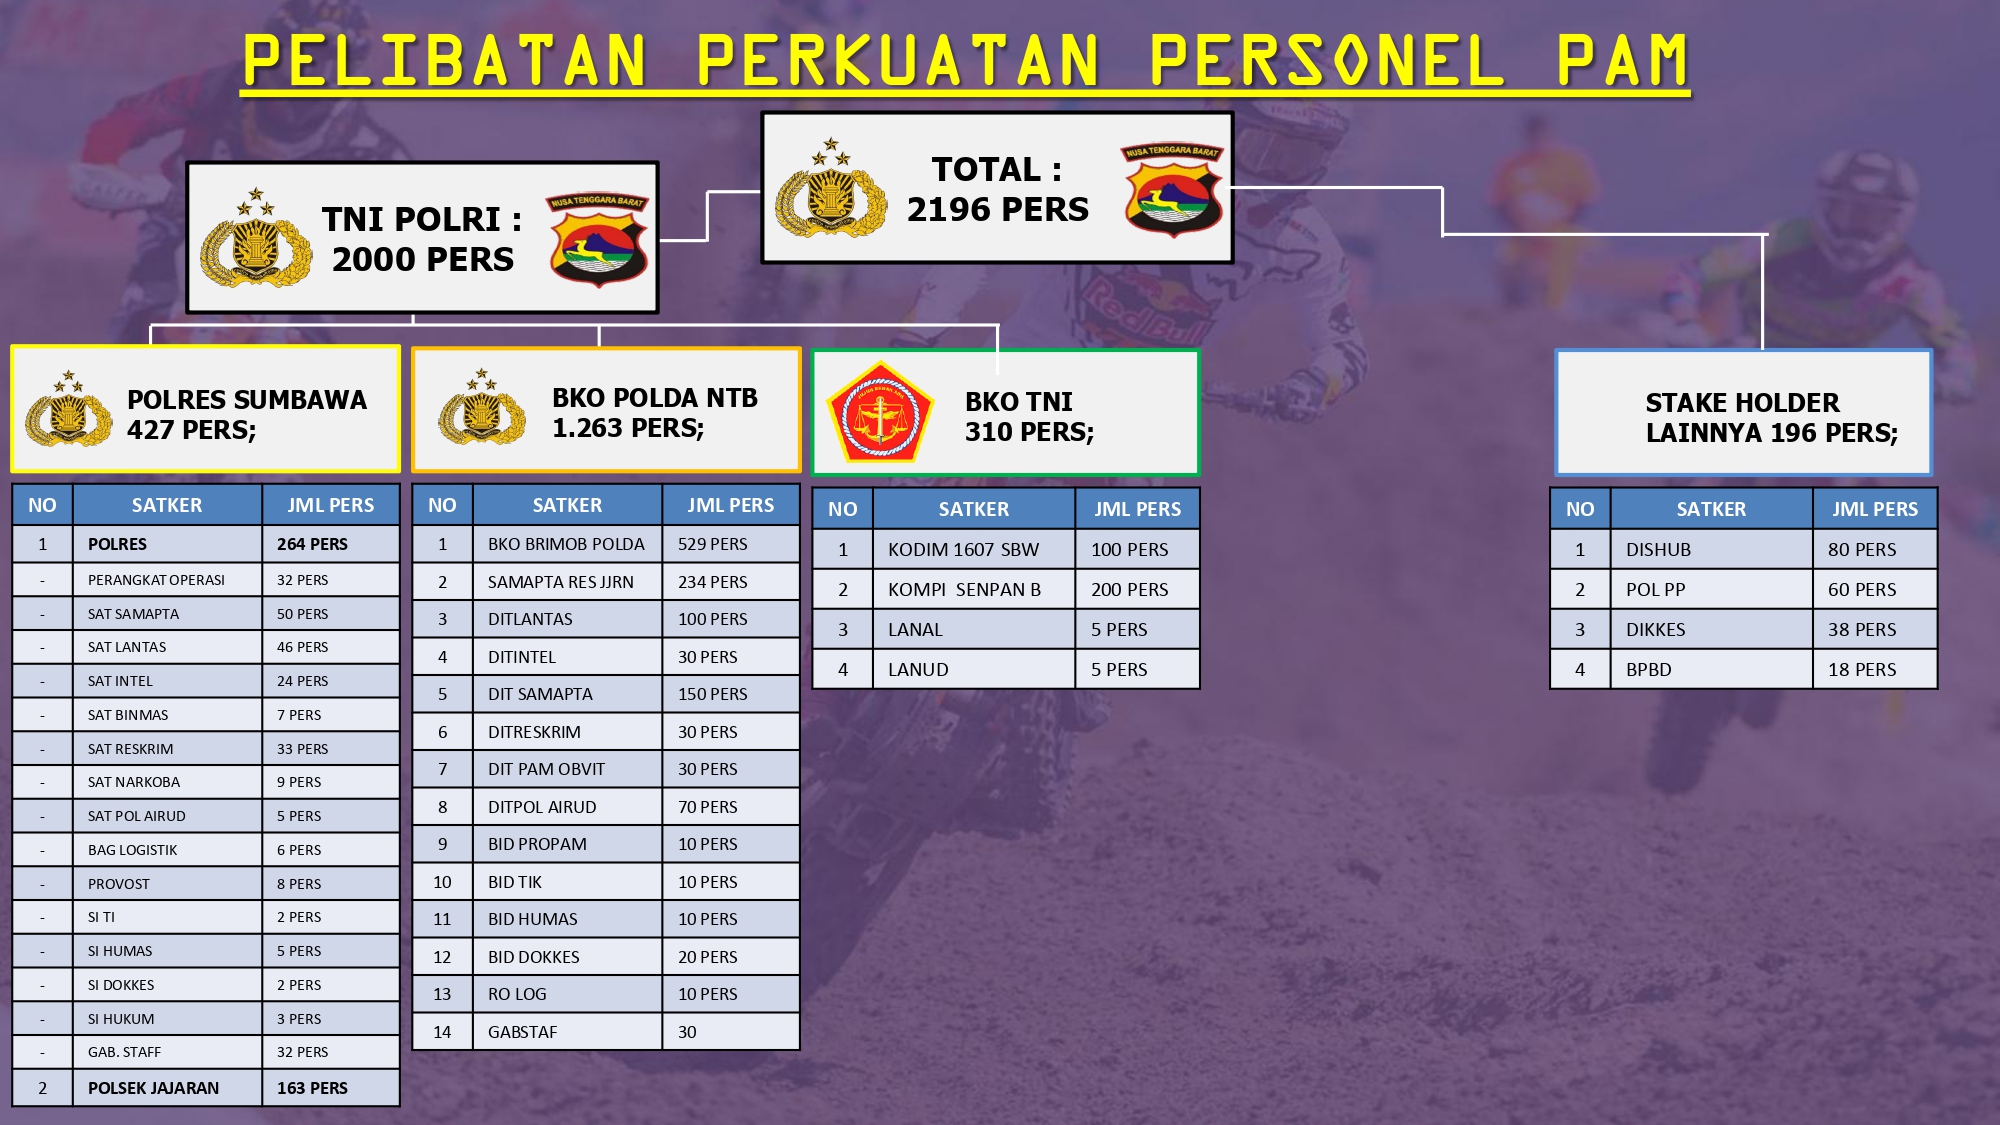 PELIBATAN PERKUATAN PERSONEL PAM
TOTAL :
2196 PERS
NUSA TENGGARA BARAT
TNI POLRI :
2000 PERS
NUSA TENGGARA BARAT
POLRES SUMBAWA
427 PERS;
NO SATKER JML PERS
1 POLRES 264 PERS
- PERANGKAT OPERASI 32 PERS
- SAT SAMAPTA 50 PERS
- SAT LANTAS 46 PERS
- SAT INTEL 24 PERS
- SAT BINMAS 7 PERS
- SAT RESKRIM 33 PERS
- SAT NARKOBA 9 PERS
- SAT POL AIRUD 5 PERS
- BAG LOGISTIK 6 PERS
- PROVOST 8 PERS
- SI TI 2 PERS
- SI HUMAS 5 PERS
- SI DOKKES 2 PERS
- SI HUKUM 3 PERS
- GAB. STAFF 32 PERS
2 POLSEK JAJARAN 163 PERS
BKO POLDA NTB
1.263 PERS;
NO SATKER JML PERS
1 BKO BRIMOB POLDA 529 PERS
2 SAMAPTA RES JJRN 234 PERS
3 DITLANTAS 100 PERS
4 DITINTEL 30 PERS
5 DIT SAMAPTA 150 PERS
6 DITRESKRIM 30 PERS
7 DIT PAM OBVIT 30 PERS
8 DITPOL AIRUD 70 PERS
9 BID PROPAM 10 PERS
10 BID TIK 10 PERS
11 BID HUMAS 10 PERS
12 BID DOKKES 20 PERS
13 RO LOG 10 PERS
14 GABSTAF 30
BKO TNI
310 PERS;
NO SATKER JML PERS
1 KODIM 1607 SBW 100 PERS
2 KOMPI  SENPAN B 200 PERS
3 LANAL 5 PERS
4 LANUD 5 PERS
STAKE HOLDER
LAINNYA 196 PERS;
NO SATKER JML PERS
1 DISHUB 80 PERS
2 POL PP 60 PERS
3 DIKKES 38 PERS
4 BPBD 18 PERS
Red Bull